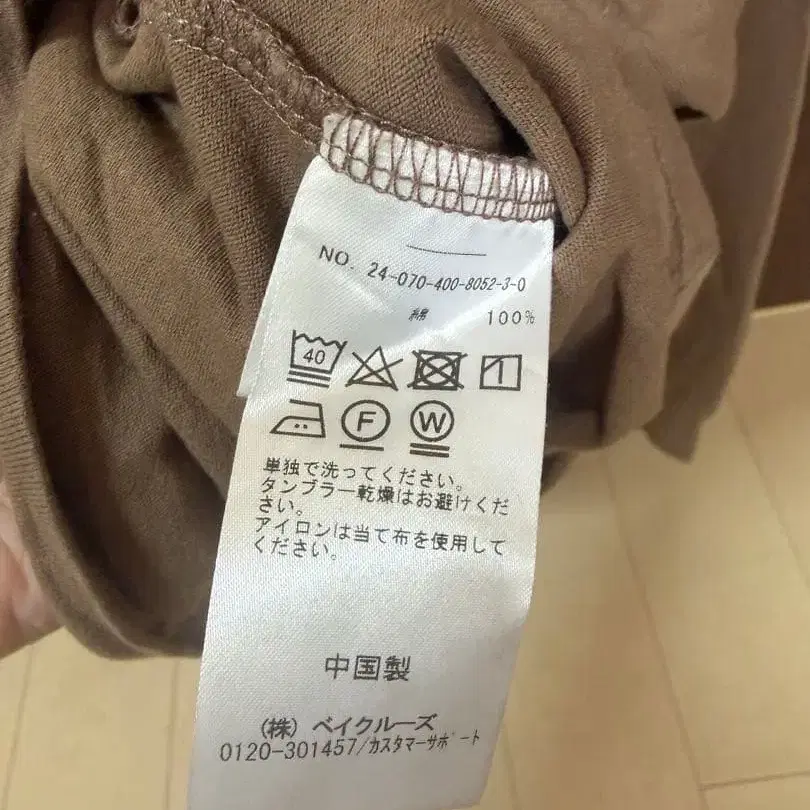 NO. 24-070-400-8052-3-0
綿 100%
40
F W
単独で洗ってください。
タンブラー乾燥はお避けくだ
さい。
アイロンは当て布を使用して
ください。
中国製
(株) ベイクルーズ
0120-301457/カスタマーサポート